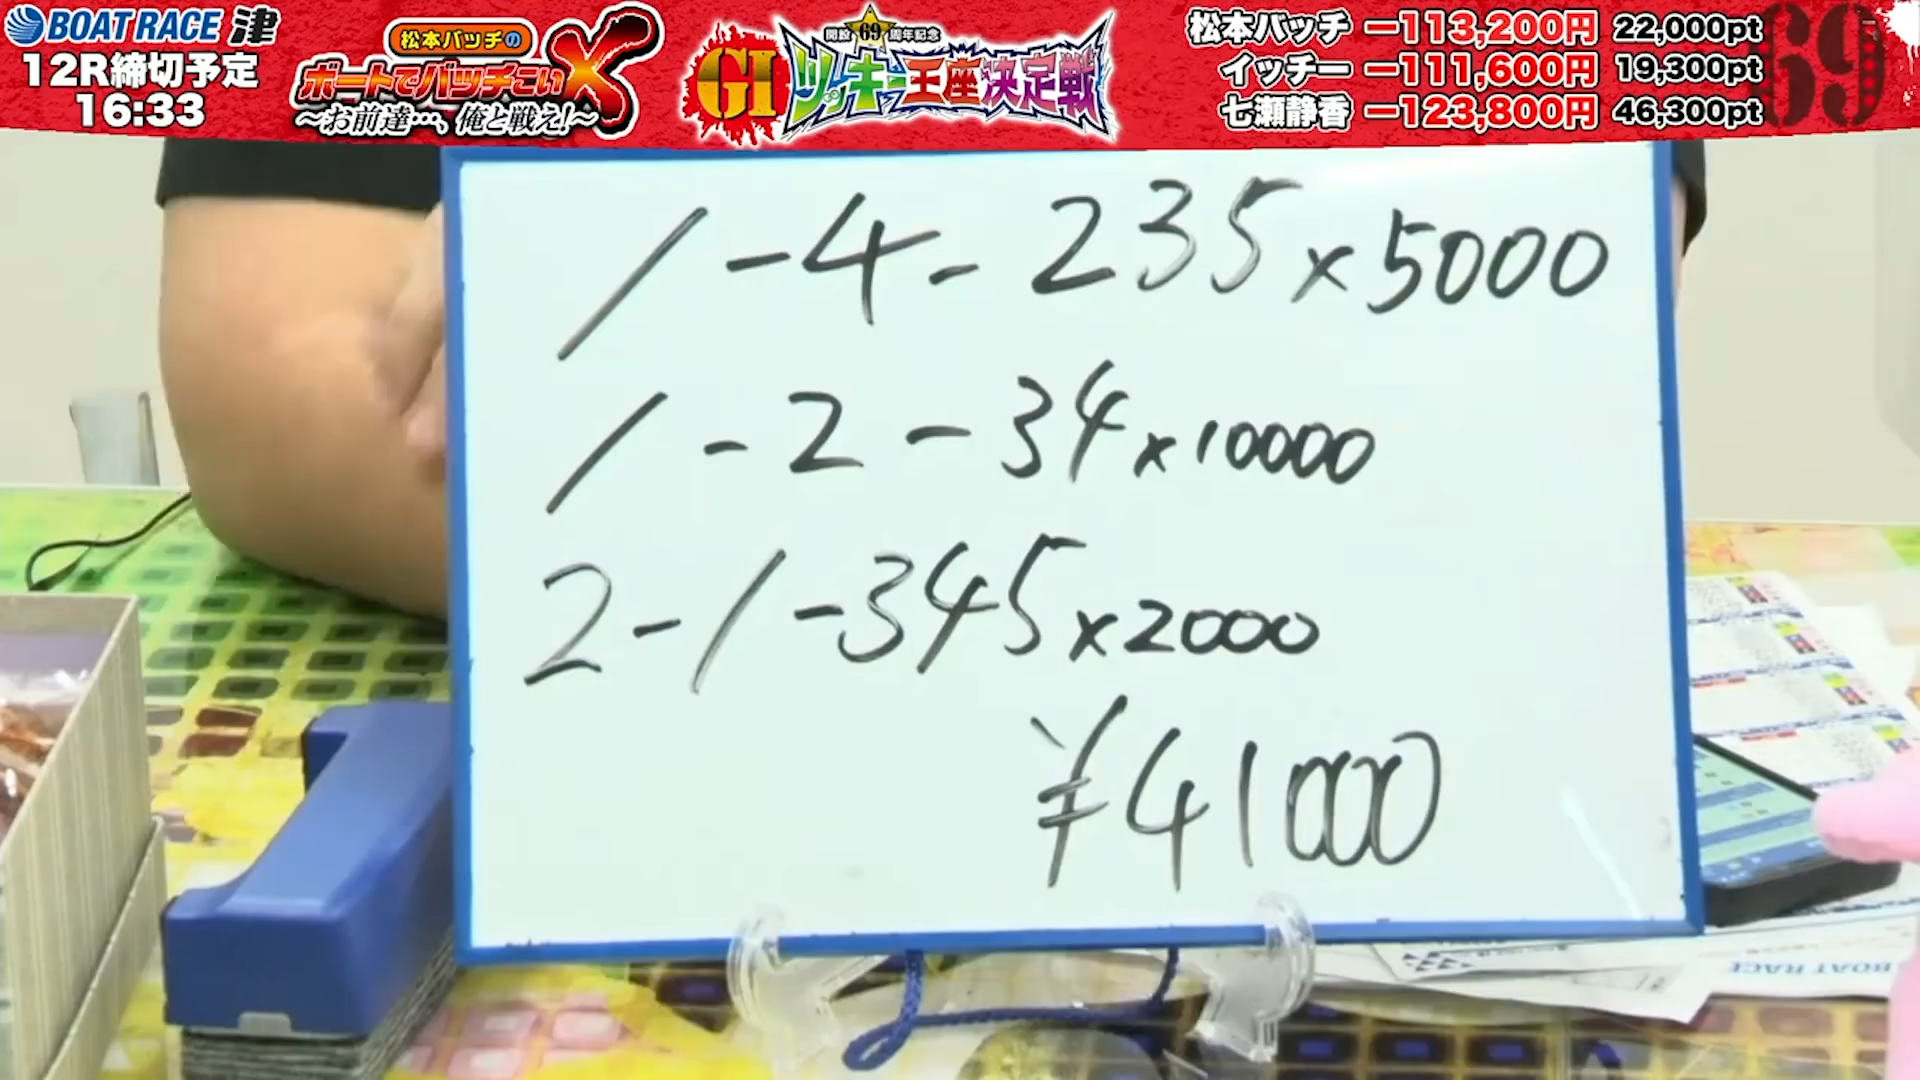 BOAT RACE 津
12R締切予定
16:33
松本バッチの
ボートでバッチこいX
〜お前達…、俺と戦え!〜
開設69周年記念
GI ツッキー王座決定戦
松本バッチ −113,200円 22,000pt
イッチー −111,600円 19,300pt
七瀬静香 −123,800円 46,300pt
69
1-4-235×5000
1-2-34×10000
2-1-345×2000
¥41000
BOAT RACE